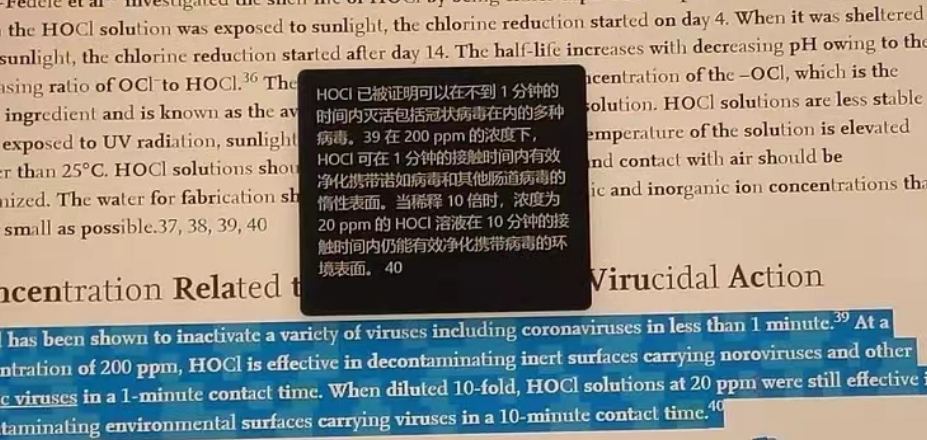 the HOCl solution was exposed to sunlight, the chlorine reduction started on day 4. When it was sheltered
sunlight, the chlorine reduction started after day 14. The half-life increases with decreasing pH owing to the
asing ratio of OCl⁻ to HOCl.³⁶ The
ncentration of the –OCl, which is the
ingredient and is known as the av
solution. HOCl solutions are less stable
exposed to UV radiation, sunlight
emperature of the solution is elevated
er than 25°C. HOCl solutions shou
nd contact with air should be
nized. The water for fabrication sh
ic and inorganic ion concentrations tha
small as possible.37, 38, 39, 40
HOCl 已被证明可以在不到 1 分钟的
时间内灭活包括冠状病毒在内的多种
病毒。39 在 200 ppm 的浓度下，
HOCl 可在 1 分钟的接触时间内有效
净化携带诺如病毒和其他肠道病毒的
惰性表面。当稀释 10 倍时，浓度为
20 ppm 的 HOCl 溶液在 10 分钟的接
触时间内仍能有效净化携带病毒的环
境表面。 40
ncentration Related t
Virucidal Action
has been shown to inactivate a variety of viruses including coronaviruses in less than 1 minute.³⁹ At a
ntration of 200 ppm, HOCl is effective in decontaminating inert surfaces carrying noroviruses and other
c viruses in a 1-minute contact time. When diluted 10-fold, HOCl solutions at 20 ppm were still effective i
taminating environmental surfaces carrying viruses in a 10-minute contact time.⁴⁰